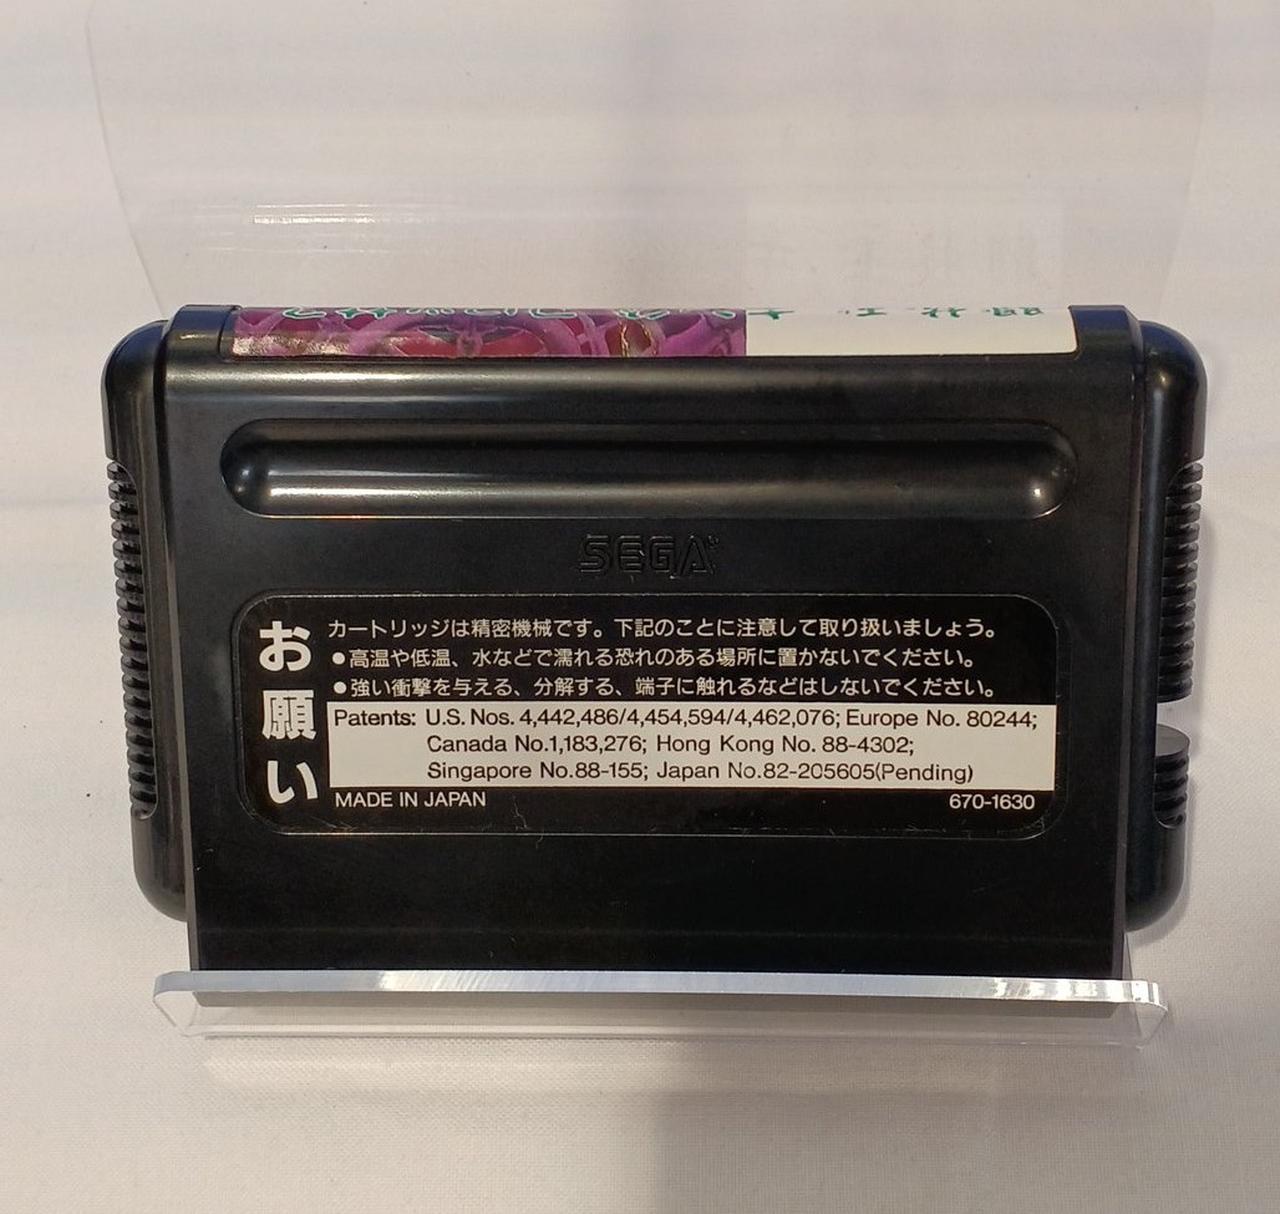 SEGA
お願い
カートリッジは精密機械です。下記のことに注意して取り扱いましょう。
●高温や低温、水などで濡れる恐れのある場所に置かないでください。
●強い衝撃を与える、分解する、端子に触れるなどはしないでください。
Patents: U.S. Nos. 4,442,486/4,454,594/4,462,076; Europe No. 80244;
Canada No.1,183,276; Hong Kong No. 88-4302;
Singapore No.88-155; Japan No.82-205605(Pending)
MADE IN JAPAN 670-1630